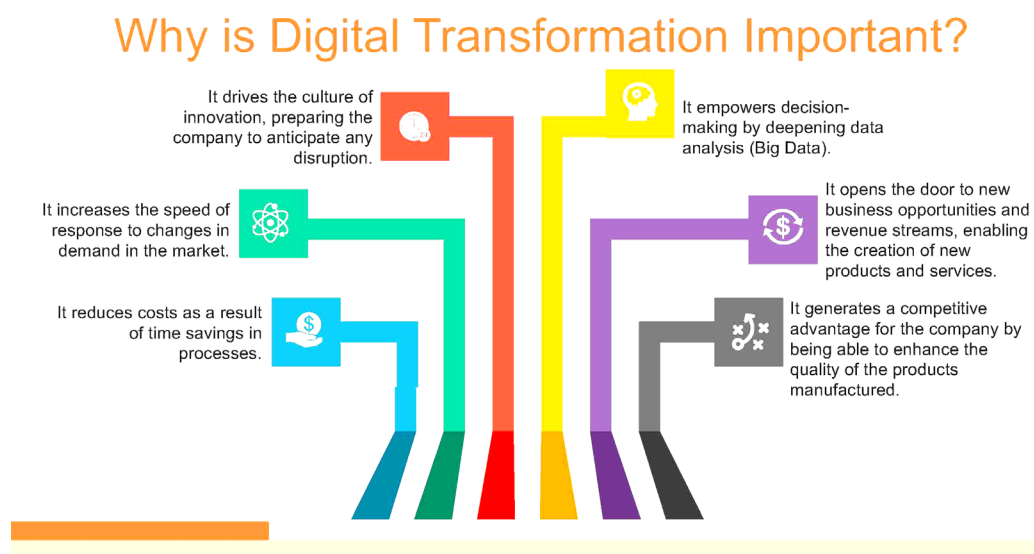 Why is Digital Transformation Important?
It drives the culture of
innovation, preparing the
company to anticipate any
disruption.
24
It empowers decision-
making by deepening data
analysis (Big Data).
It increases the speed of
response to changes in
demand in the market.
$
It opens the door to new
business opportunities and
revenue streams, enabling
the creation of new
products and services.
It reduces costs as a result
of time savings in
processes.
$
It generates a competitive
advantage for the company by
being able to enhance the
quality of the products
manufactured.